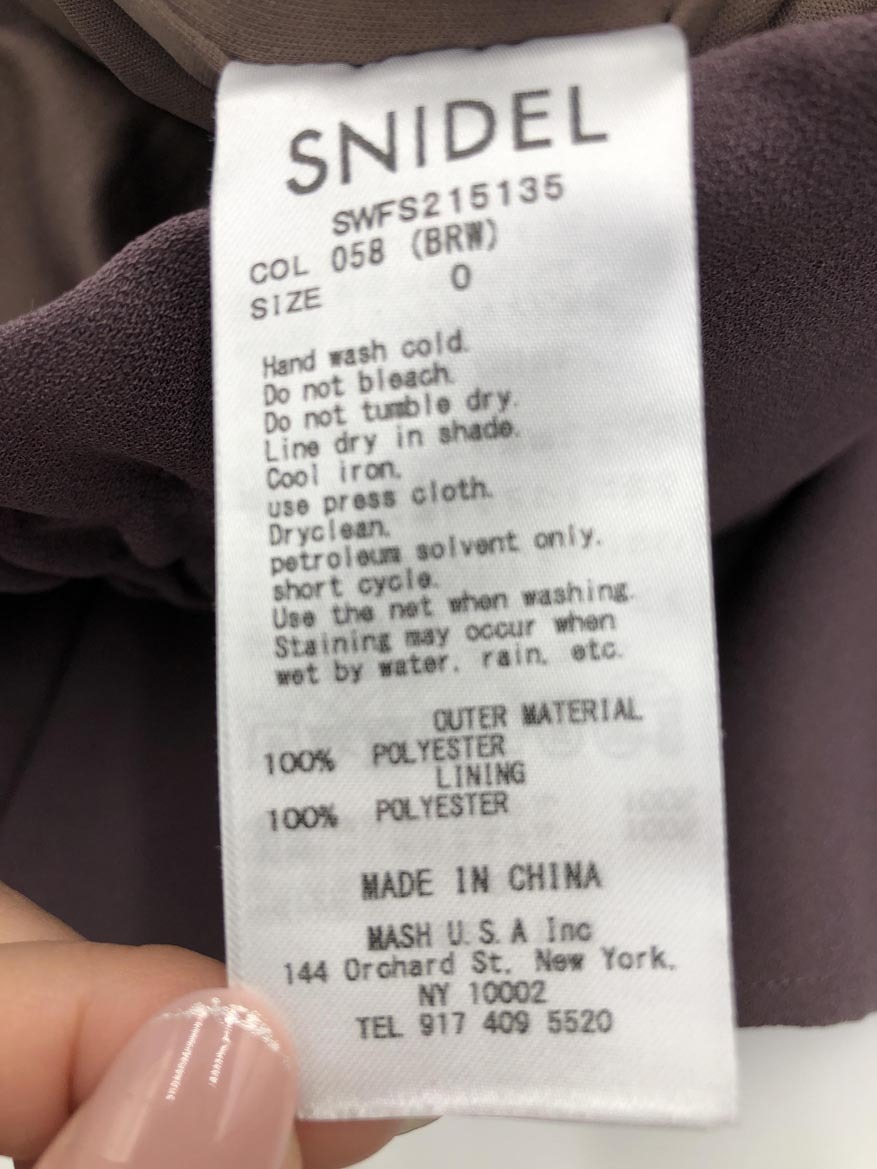 SNIDEL
SWFS215135
COL 058 (BRW)
SIZE 0
Hand wash cold.
Do not bleach.
Do not tumble dry.
Line dry in shade.
Cool iron.
use press cloth.
Dryclean.
petroleum solvent only.
short cycle.
Use the net when washing.
Staining may occur when
wet by water. rain. etc.
OUTER MATERIAL
100% POLYESTER
LINING
100% POLYESTER
MADE IN CHINA
MASH U.S.A Inc
144 Orchard St. New York.
NY 10002
TEL 917 409 5520